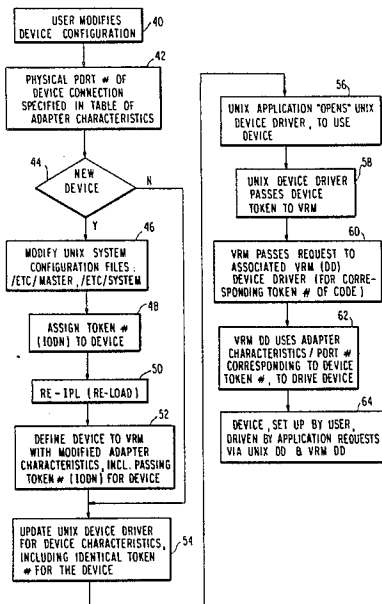 USER MODIFIES
DEVICE CONFIGURATION
40
42
PHYSICAL PORT # OF
DEVICE CONNECTION
SPECIFIED IN TABLE OF
ADAPTER CHARACTERISTICS
44
NEW
DEVICE
N
Y
46
MODIFY UNIX SYSTEM
CONFIGURATION FILES:
/ETC/MASTER, /ETC/SYSTEM
48
ASSIGN TOKEN #
(IODN) TO DEVICE
50
RE-IPL (RE-LOAD)
52
DEFINE DEVICE TO VRM
WITH MODIFIED ADAPTER
CHARACTERISTICS, INCL. PASSING
TOKEN # (IODN) FOR DEVICE
UPDATE UNIX DEVICE DRIVER
FOR DEVICE CHARACTERISTICS,
INCLUDING IDENTICAL TOKEN
# FOR THE DEVICE
54
56
UNIX APPLICATION "OPENS" UNIX
DEVICE DRIVER, TO USE
DEVICE
58
UNIX DEVICE DRIVER
PASSES DEVICE
TOKEN TO VRM
60
VRM PASSES REQUEST TO
ASSOCIATED VRM (DD)
DEVICE DRIVER (FOR CORRE-
SPONDING TOKEN # OF CODE)
62
VRM DD USES ADAPTER
CHARACTERISTICS / PORT #
CORRESPONDING TO DEVICE
TOKEN #, TO DRIVE DEVICE
64
DEVICE, SET UP BY USER,
DRIVEN BY APPLICATION REQUESTS
VIA UNIX DD & VRM DD